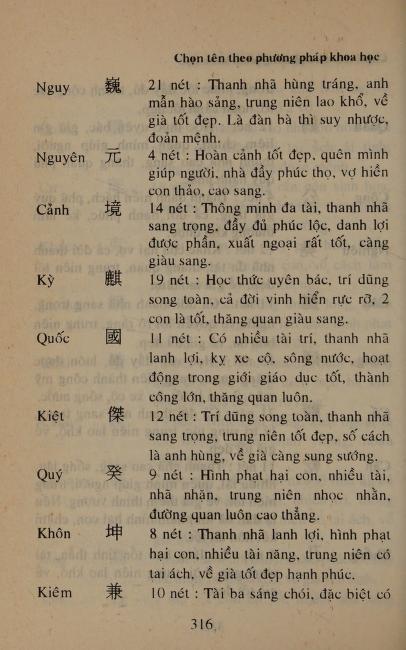 Chọn tên theo phương pháp khoa học
Nguy 巍 21 nét : Thanh nhã hùng tráng, anh
mẫn hào sảng, trung niên lao khổ, về
già tốt đẹp. Là đàn bà thì suy nhược,
đoản mệnh.
Nguyên 元 4 nét : Hoàn cảnh tốt đẹp, quên mình
giúp người, nhà đầy phúc thọ, vợ hiền
con thảo, cao sang.
Cảnh 境 14 nét : Thông minh đa tài, thanh nhã
sang trọng, đầy đủ phúc lộc, danh lợi
được phần, xuất ngoại rất tốt, càng
giàu sang.
Kỳ 麒 19 nét : Học thức uyên bác, trí dũng
song toàn, cả đời vinh hiển rực rỡ, 2
con là tốt, thăng quan giàu sang.
Quốc 國 11 nét : Có nhiều tài trí, thanh nhã
lanh lợi, kỵ xe cộ, sông nước, hoạt
động trong giới giáo dục tốt, thành
công lớn, thăng quan luôn.
Kiệt 傑 12 nét : Trí dũng song toàn, thanh nhã
sang trọng, trung niên tốt đẹp, số cách
là anh hùng, về già càng sung sướng.
Quý 癸 9 nét : Hình phạt hại con, nhiều tài,
nhã nhặn, trung niên nhọc nhằn,
đường quan luôn cao thẳng.
Khôn 坤 8 nét : Thanh nhã lanh lợi, hình phạt
hại con, nhiều tài năng, trung niên có
tai ách, về già tốt đẹp hạnh phúc.
Kiêm 兼 10 nét : Tài ba sáng chói, đặc biệt có
316